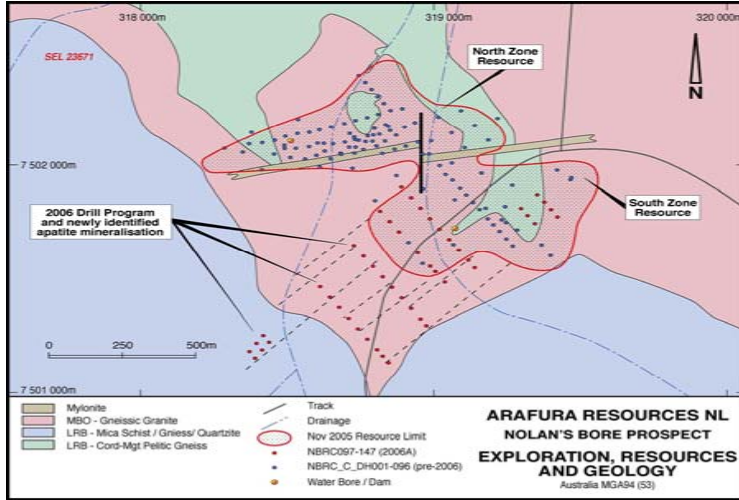 318 000m
319 000m
320 000m
SEL 23671
North Zone
Resource
N
7 502 000m
2006 Drill Program
and newly identified
apatite mineralisation
South Zone
Resource
0
250
500m
7 501 000m
Mylonite
MBO - Gneissic Granite
LRB - Mica Schist / Gniess/ Quartzite
LRB - Cord-Mgt Pelitic Gneiss
Track
Drainage
Nov 2005 Resource Limit
NBRC097-147 (2006A)
NBRC_C_DH001-096 (pre-2006)
Water Bore / Dam
ARAFURA RESOURCES NL
NOLAN'S BORE PROSPECT
EXPLORATION, RESOURCES
AND GEOLOGY
Australia MGA94 (53)